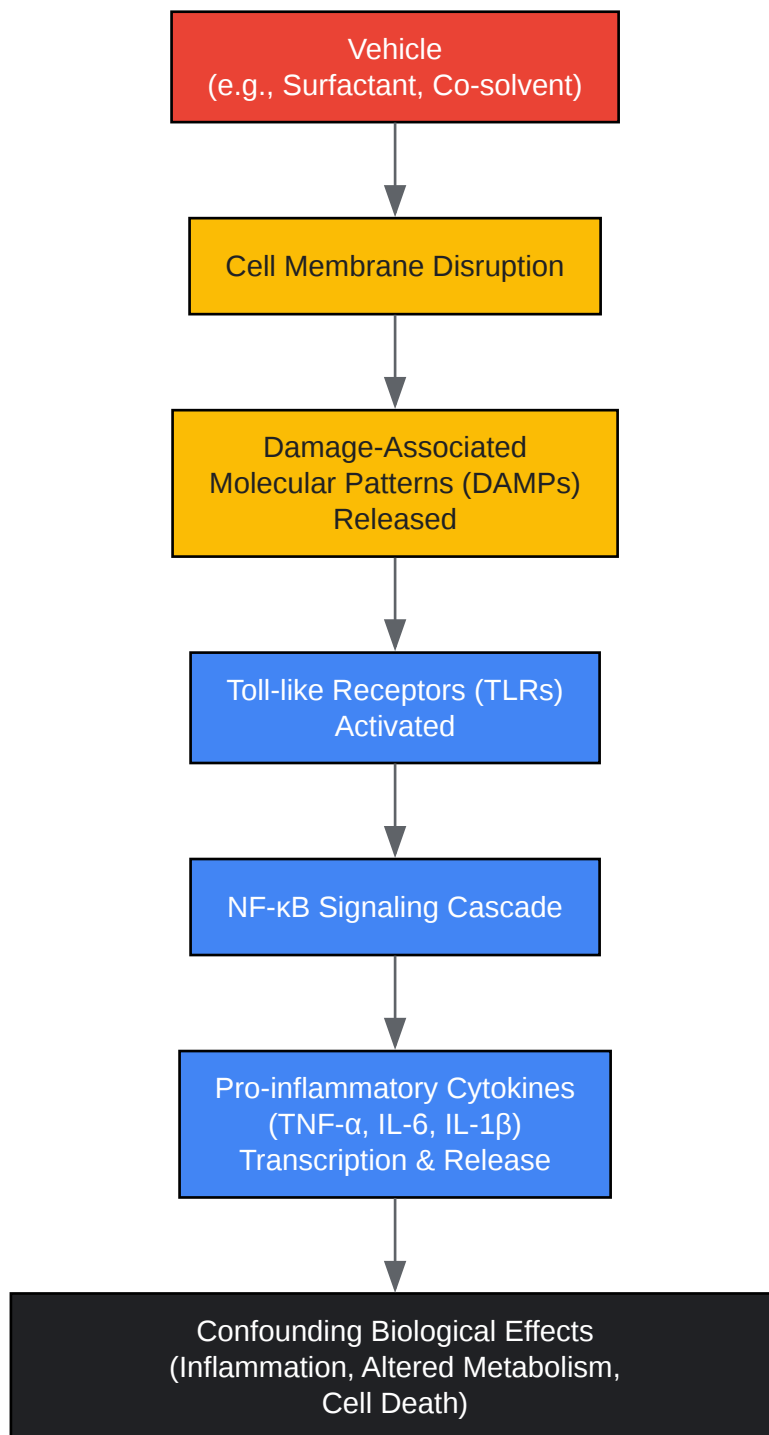 Vehicle
(e.g., Surfactant, Co-solvent)
Cell Membrane Disruption
Damage-Associated
Molecular Patterns (DAMPs)
Released
Toll-like Receptors (TLRs)
Activated
NF-κB Signaling Cascade
Pro-inflammatory Cytokines
(TNF-α, IL-6, IL-1β)
Transcription & Release
Confounding Biological Effects
(Inflammation, Altered Metabolism,
Cell Death)